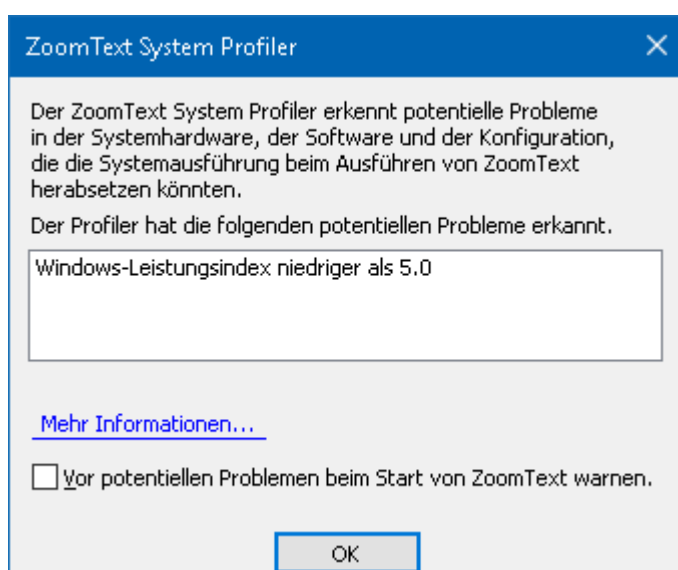 ZoomText System Profiler
Der ZoomText System Profiler erkennt potentielle Probleme
in der Systemhardware, der Software und der Konfiguration,
die die Systemausführung beim Ausführen von ZoomText
herabsetzen könnten.
Der Profiler hat die folgenden potentiellen Probleme erkannt.
Windows-Leistungsindex niedriger als 5.0
Mehr Informationen...
Vor potentiellen Problemen beim Start von ZoomText warnen.
OK